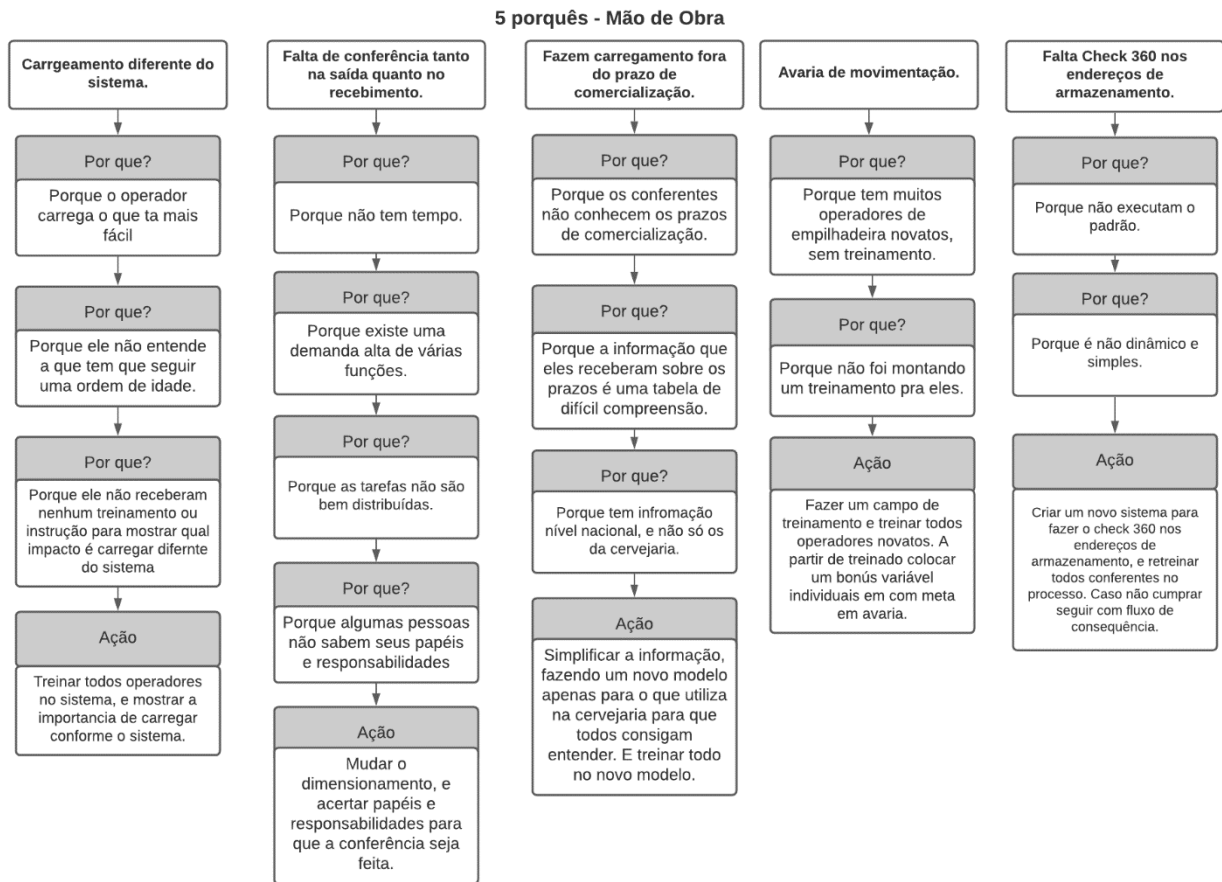 5 porquês - Mão de Obra
Carrgeamento diferente do
sistema.
Por que?
Porque o operador
carrega o que ta mais
fácil
Por que?
Porque ele não entende
a que tem que seguir
uma ordem de idade.
Por que?
Porque ele não receberam
nenhum treinamento ou
instrução para mostrar qual
impacto é carregar difernte
do sistema
Ação
Treinar todos operadores
no sistema, e mostrar a
importancia de carregar
conforme o sistema.
Falta de conferência tanto
na saída quanto no
recebimento.
Por que?
Porque não tem tempo.
Por que?
Porque existe uma
demanda alta de várias
funções.
Por que?
Porque as tarefas não são
bem distribuídas.
Por que?
Porque algumas pessoas
não sabem seus papéis
e responsabilidades
Ação
Mudar o
dimensionamento, e
acertar papéis e
responsabilidades para
que a conferência seja
feita.
Fazem carregamento fora
do prazo de
comercialização.
Por que?
Porque os conferentes
não conhecem os prazos
de comercialização.
Por que?
Porque a informação que
eles receberam sobre os
prazos é uma tabela de
difícil compreensão.
Por que?
Porque tem infromação
nível nacional, e não só os
da cervejaria.
Ação
Simplificar a informação,
fazendo um novo modelo
apenas para o que utiliza
na cervejaria para que
todos consigam
entender. E treinar todo
no novo modelo.
Avaria de movimentação.
Por que?
Porque tem muitos
operadores de
empilhadeira novatos,
sem treinamento.
Por que?
Porque não foi montando
um treinamento pra eles.
Ação
Fazer um campo de
treinamento e treinar todos
operadores novatos. A
partir de treinado colocar
um bonús variável
individuais em com meta
em avaria.
Falta Check 360 nos
endereços de
armazenamento.
Por que?
Porque não executam o
padrão.
Por que?
Porque é não dinâmico e
simples.
Ação
Criar um novo sistema para
fazer o check 360 nos
endereços de
armazenamento, e retreinar
todos conferentes no
processo. Caso não cumprar
seguir com fluxo de
consequência.